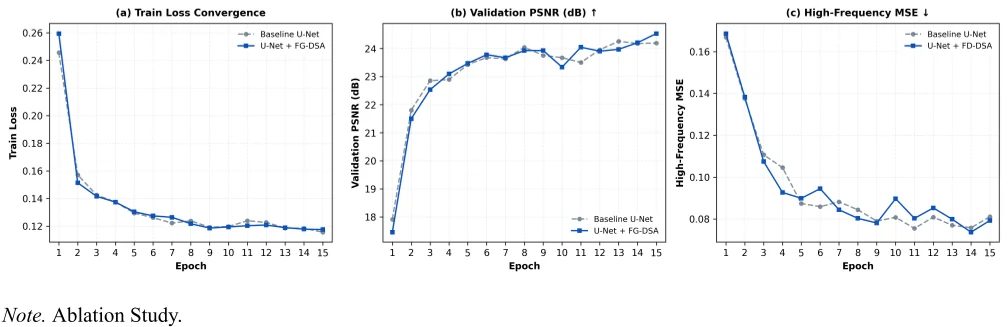 (a) Train Loss Convergence
Train Loss
0.26
0.24
0.22
0.20
0.18
0.16
0.14
0.12
Baseline U-Net
U-Net + FG-DSA
1 2 3 4 5 6 7 8 9 10 11 12 13 14 15
Epoch
(b) Validation PSNR (dB) ↑
Validation PSNR (dB)
24
23
22
21
20
19
18
Baseline U-Net
U-Net + FG-DSA
1 2 3 4 5 6 7 8 9 10 11 12 13 14 15
Epoch
(c) High-Frequency MSE ↓
High-Frequency MSE
0.16
0.14
0.12
0.10
0.08
Baseline U-Net
U-Net + FD-DSA
1 2 3 4 5 6 7 8 9 10 11 12 13 14 15
Epoch
Note. Ablation Study.